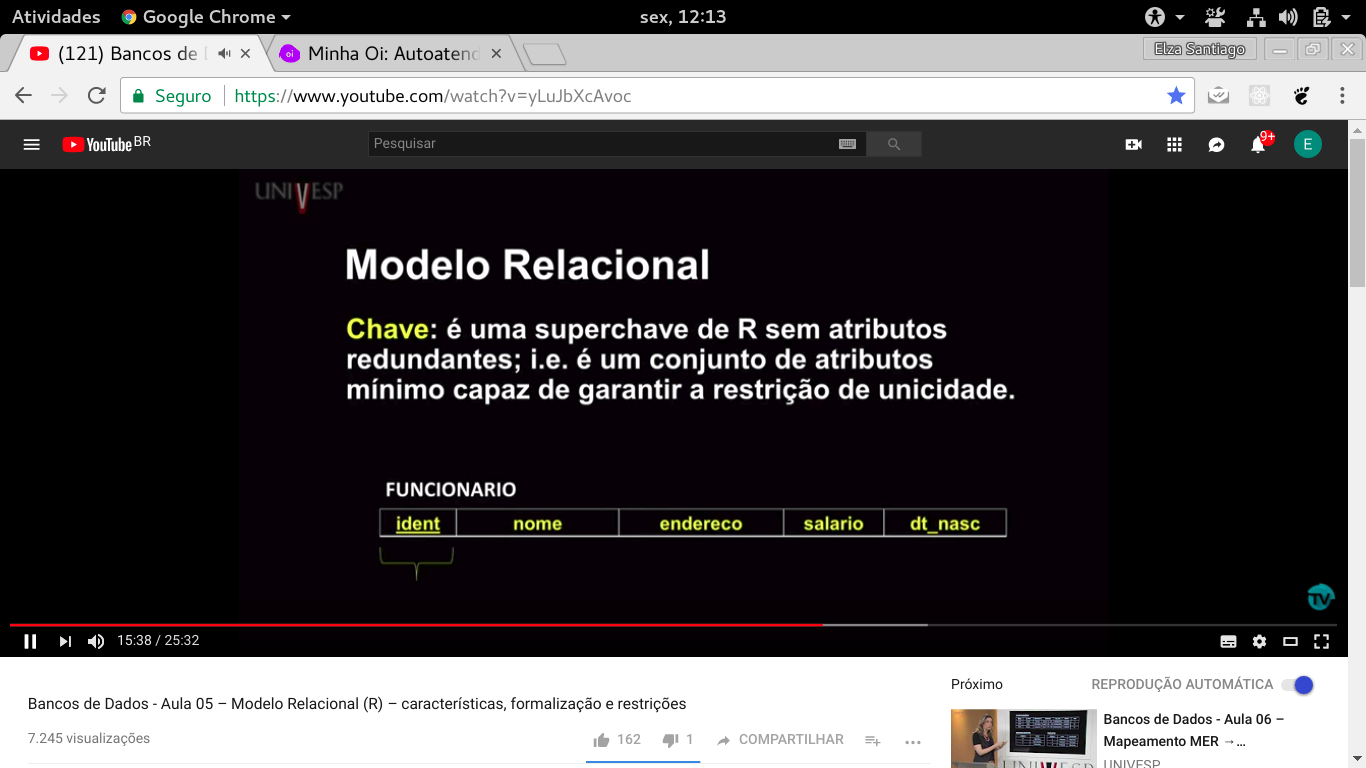 Atividades Google Chrome sex, 12:13
(121) Bancos de Minha Oi: Autoatend Elza Santiago
Seguro https://www.youtube.com/watch?v=yLuJbXcAvoc
YouTube BR Pesquisar 9+ E
UNIVESP
Modelo Relacional
Chave: é uma superchave de R sem atributos
redundantes; i.e. é um conjunto de atributos
mínimo capaz de garantir a restrição de unicidade.
FUNCIONARIO
ident nome endereco salario dt_nasc
TV
15:38 / 25:32
Próximo REPRODUÇÃO AUTOMÁTICA
Bancos de Dados - Aula 05 – Modelo Relacional (R) – características, formalização e restrições
7.245 visualizações 162 1 COMPARTILHAR
Bancos de Dados - Aula 06 –
Mapeamento MER →...
UNIVESP